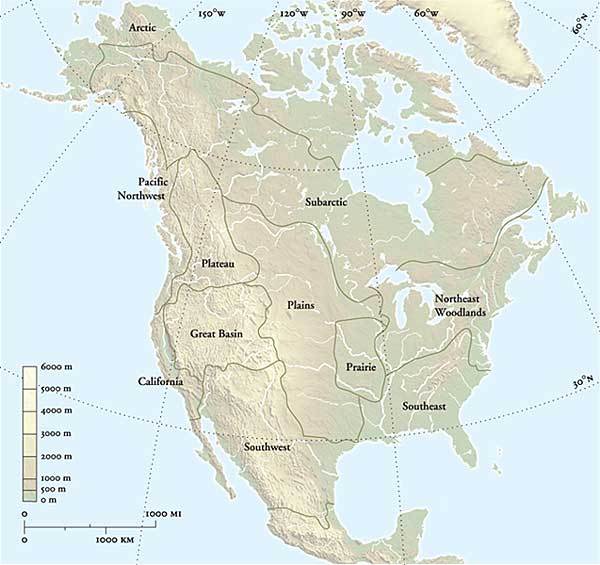 150°W
120°W
90°W
60°W
60°N
Arctic
Pacific
Northwest
Subarctic
Plateau
Plains
Northeast
Woodlands
Great Basin
Prairie
California
Southeast
30°N
Southwest
6000 m
5000 m
4000 m
3000 m
2000 m
1000 m
500 m
0 m
0 1000 MI
0 1000 KM